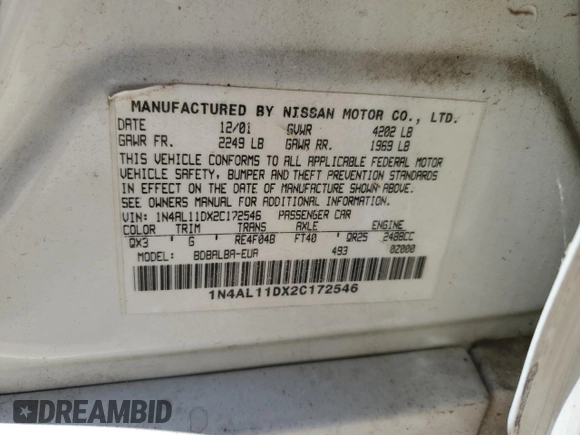 MANUFACTURED BY NISSAN MOTOR CO., LTD.
DATE 12/01 GVWR 4202 LB
GAWR FR. 2249 LB GAWR RR. 1969 LB
THIS VEHICLE CONFORMS TO ALL APPLICABLE FEDERAL MOTOR
VEHICLE SAFETY, BUMPER AND THEFT PREVENTION STANDARDS
IN EFFECT ON THE DATE OF MANUFACTURE SHOWN ABOVE.
SEE OWNERS MANUAL FOR ADDITIONAL INFORMATION.
VIN: 1N4AL11DX2C172546 PASSENGER CAR
COLOR TRIM TRANS AXLE ENGINE
QX3 G RE4F04B FT40 QR25 2488CC
MODEL: BDBALBA-EUA 493 02000
1N4AL11DX2C172546
DREAMBID